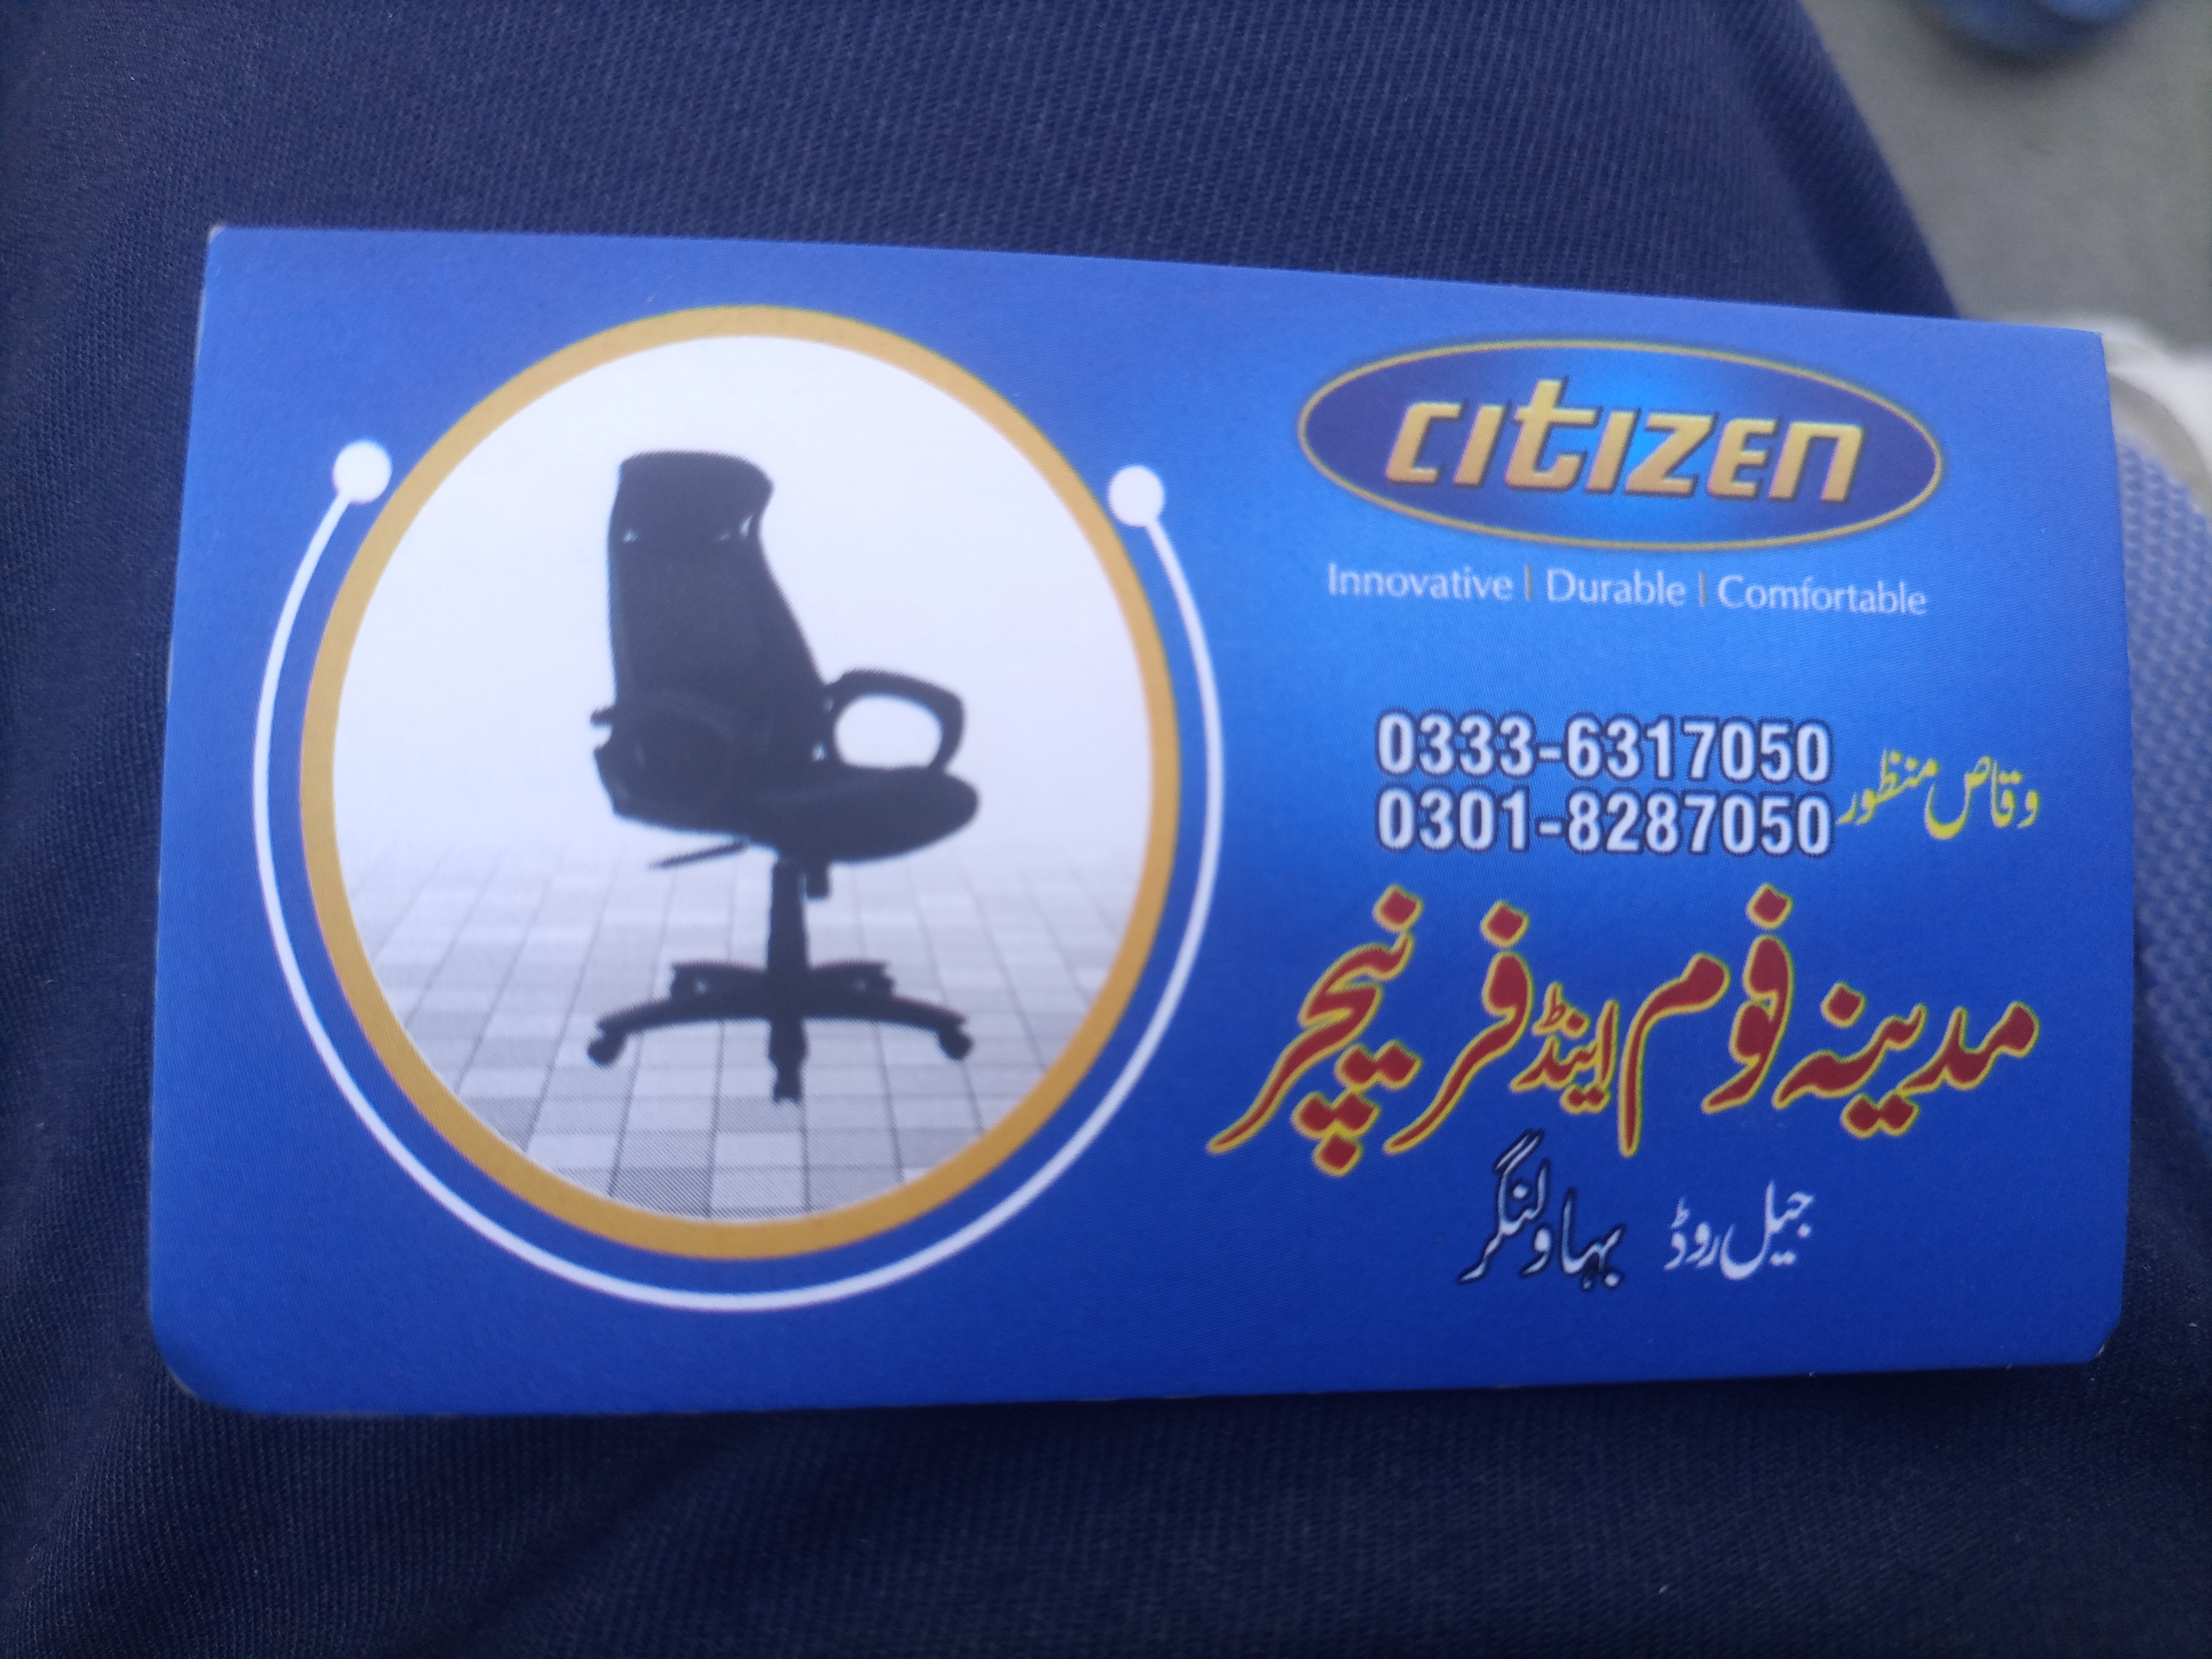 CITIZEN
Innovative | Durable | Comfortable
0333-6317050
0301-8287050
وقاص منظور
مدینہ فوم اینڈ فرنیچر
جیل روڈ بہاولنگر